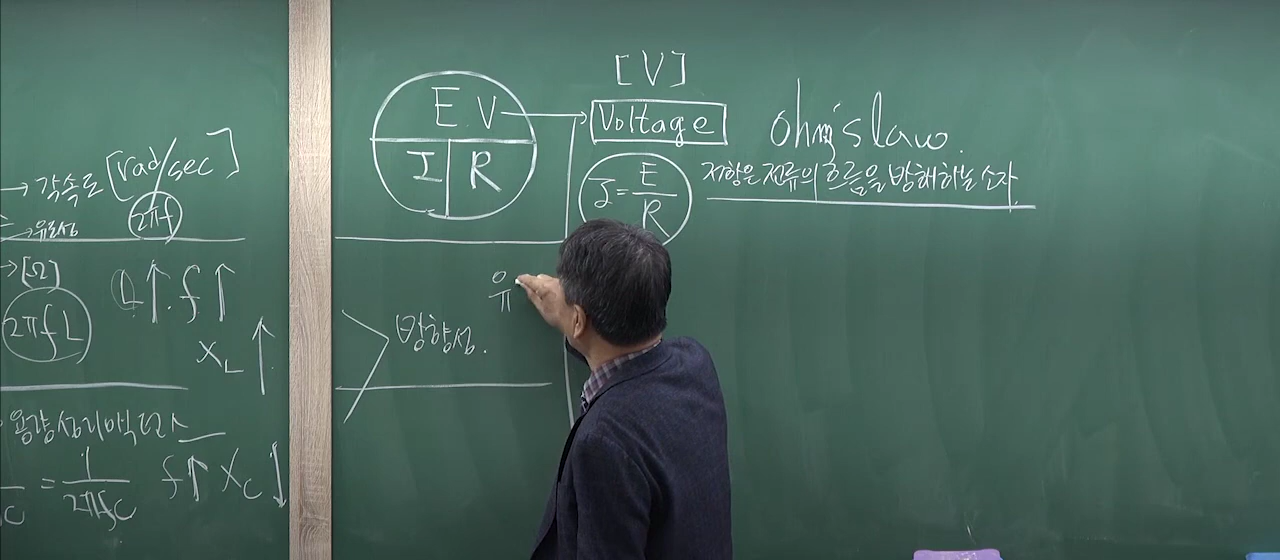 → 각속도 [rad/sec]
2πf
→ 유도성
→ [Ω]
2πfL
L↑. f↑
X_L ↑
용량성리액턴스
= 1/2πfC
f↑ X_C ↓
E. V
I R
[V]
Voltage
I = E/R
ohm's law.
저항은 전류의 흐름을 방해하는 소자
유
방향성.